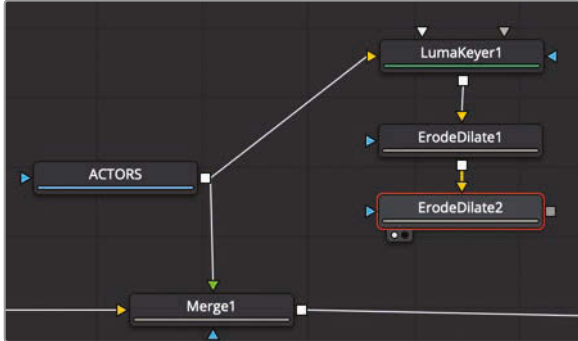 LumaKeyer1
ErodeDilate1
ACTORS
ErodeDilate2
Merge1